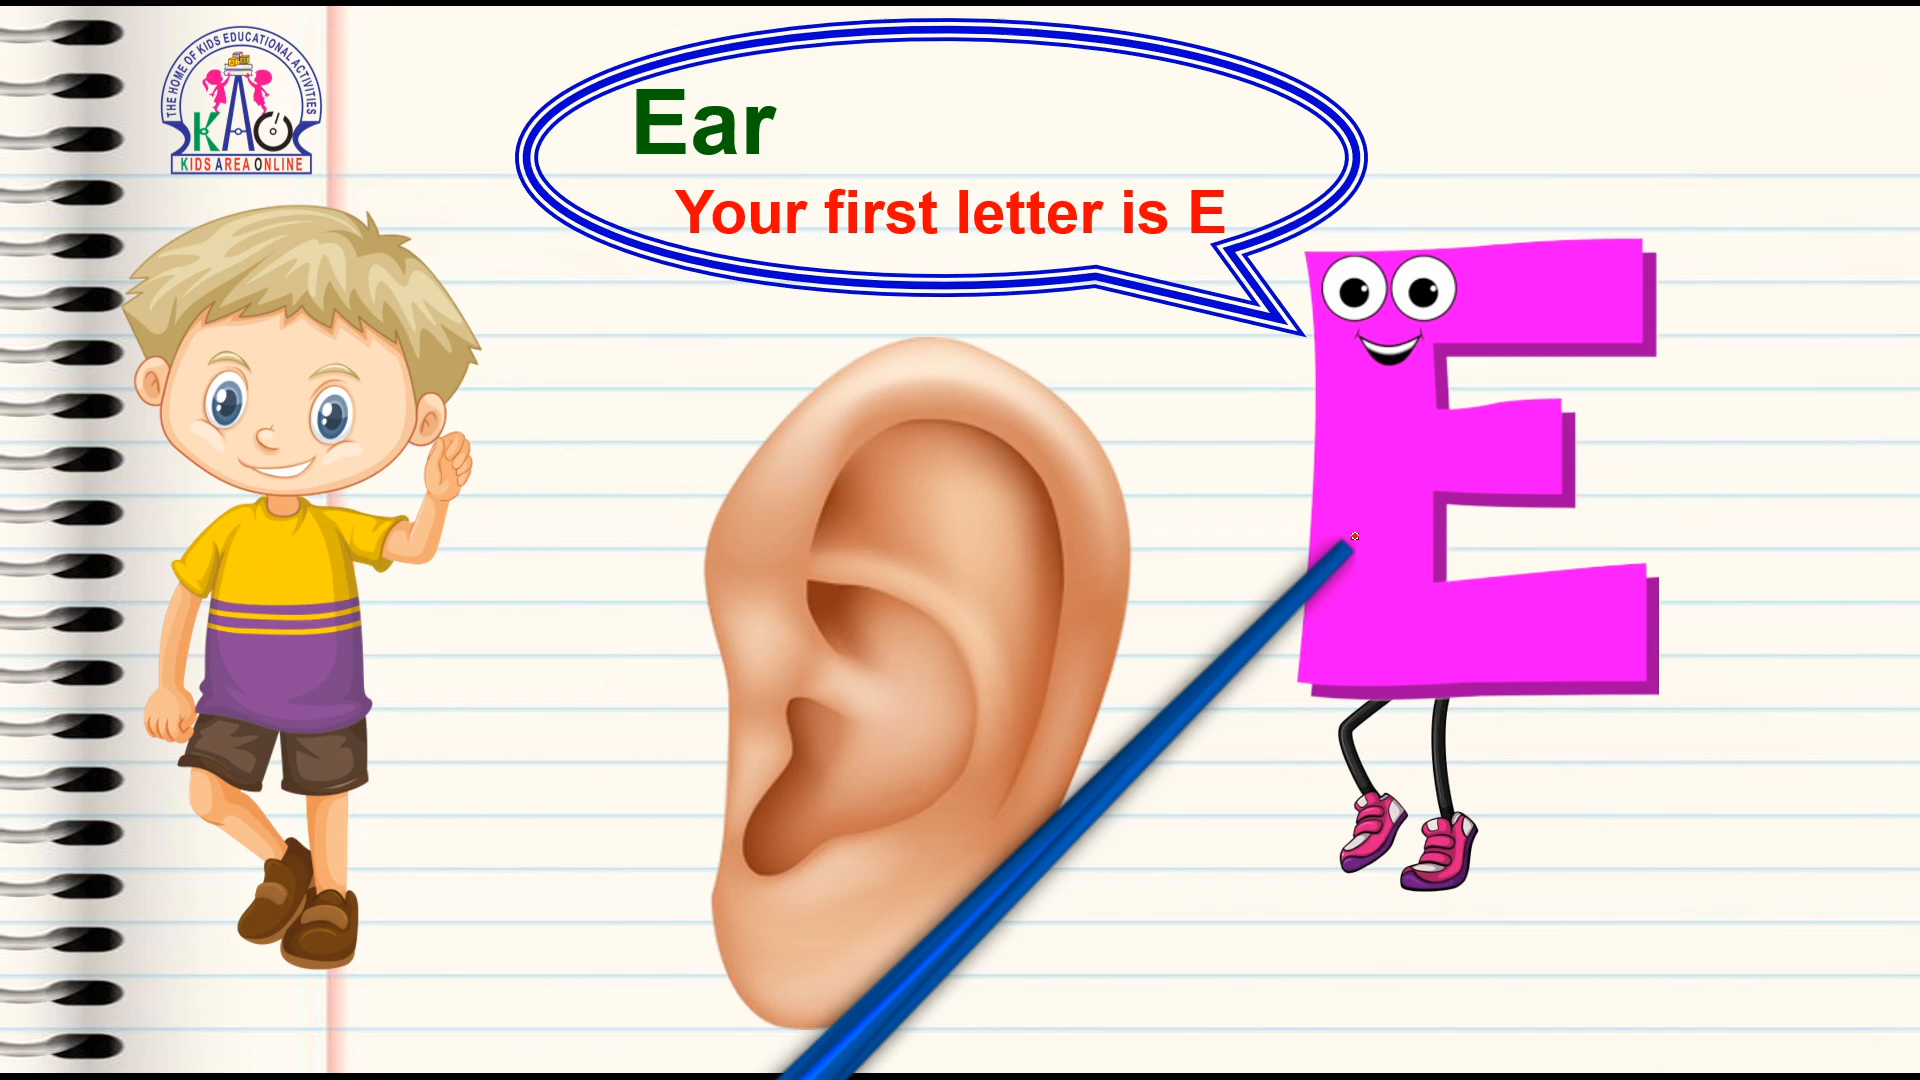 THE HOME OF KIDS EDUCATIONAL ACTIVITIES
KAO
KIDS AREA ONLINE
Ear
Your first letter is E
E